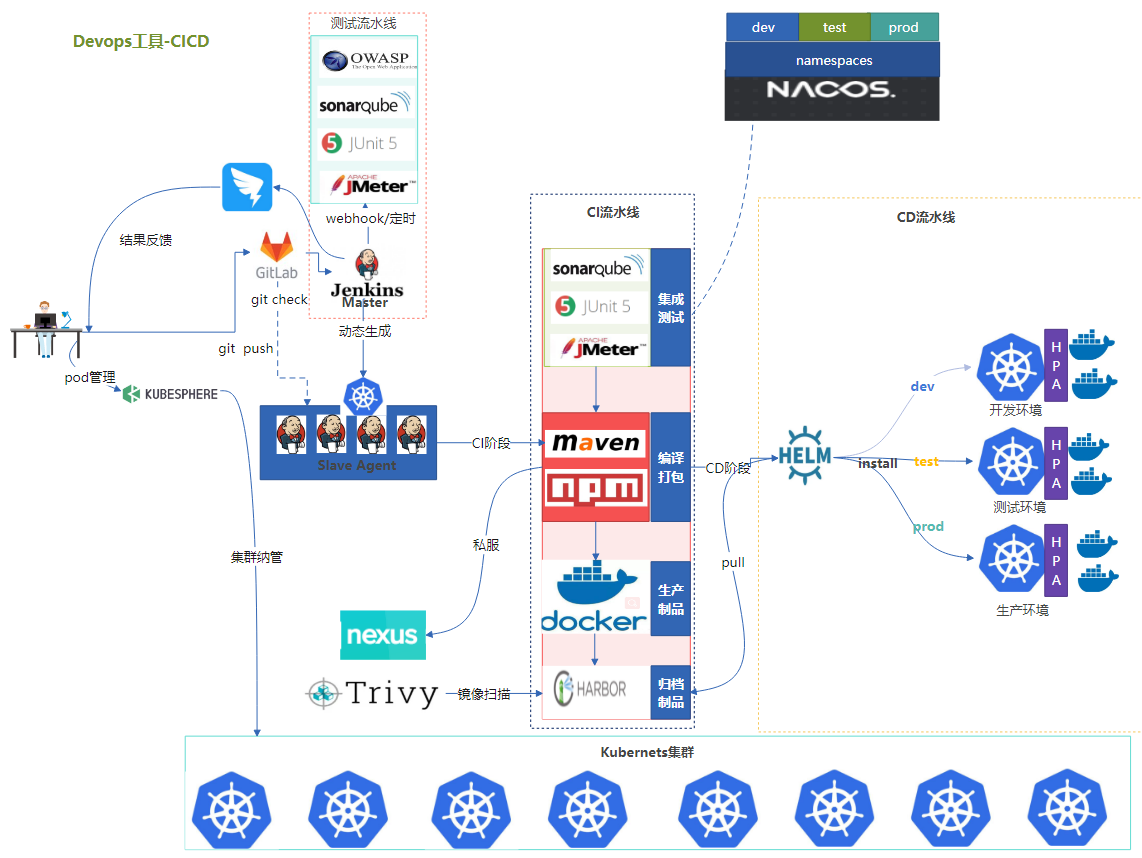 Devops工具-CICD
测试流水线
OWASP
The Open Web Application
sonarqube
5 JUnit 5
APACHE
JMeter™
webhook/定时
Jenkins
Master
动态生成
结果反馈
GitLab
git check
git push
pod管理
KUBESPHERE
Slave Agent
CI阶段
集群纳管
私服
nexus
Trivy
镜像扫描
dev
test
prod
namespaces
NACOS.
CI流水线
sonarqube
5 JUnit 5
APACHE
JMeter™
集成
测试
maven
npm
编译
打包
docker
生产
制品
HARBOR
归档
制品
CD阶段
pull
CD流水线
HELM
install
dev
test
prod
H
P
A
开发环境
H
P
A
测试环境
H
P
A
生产环境
Kubernets集群